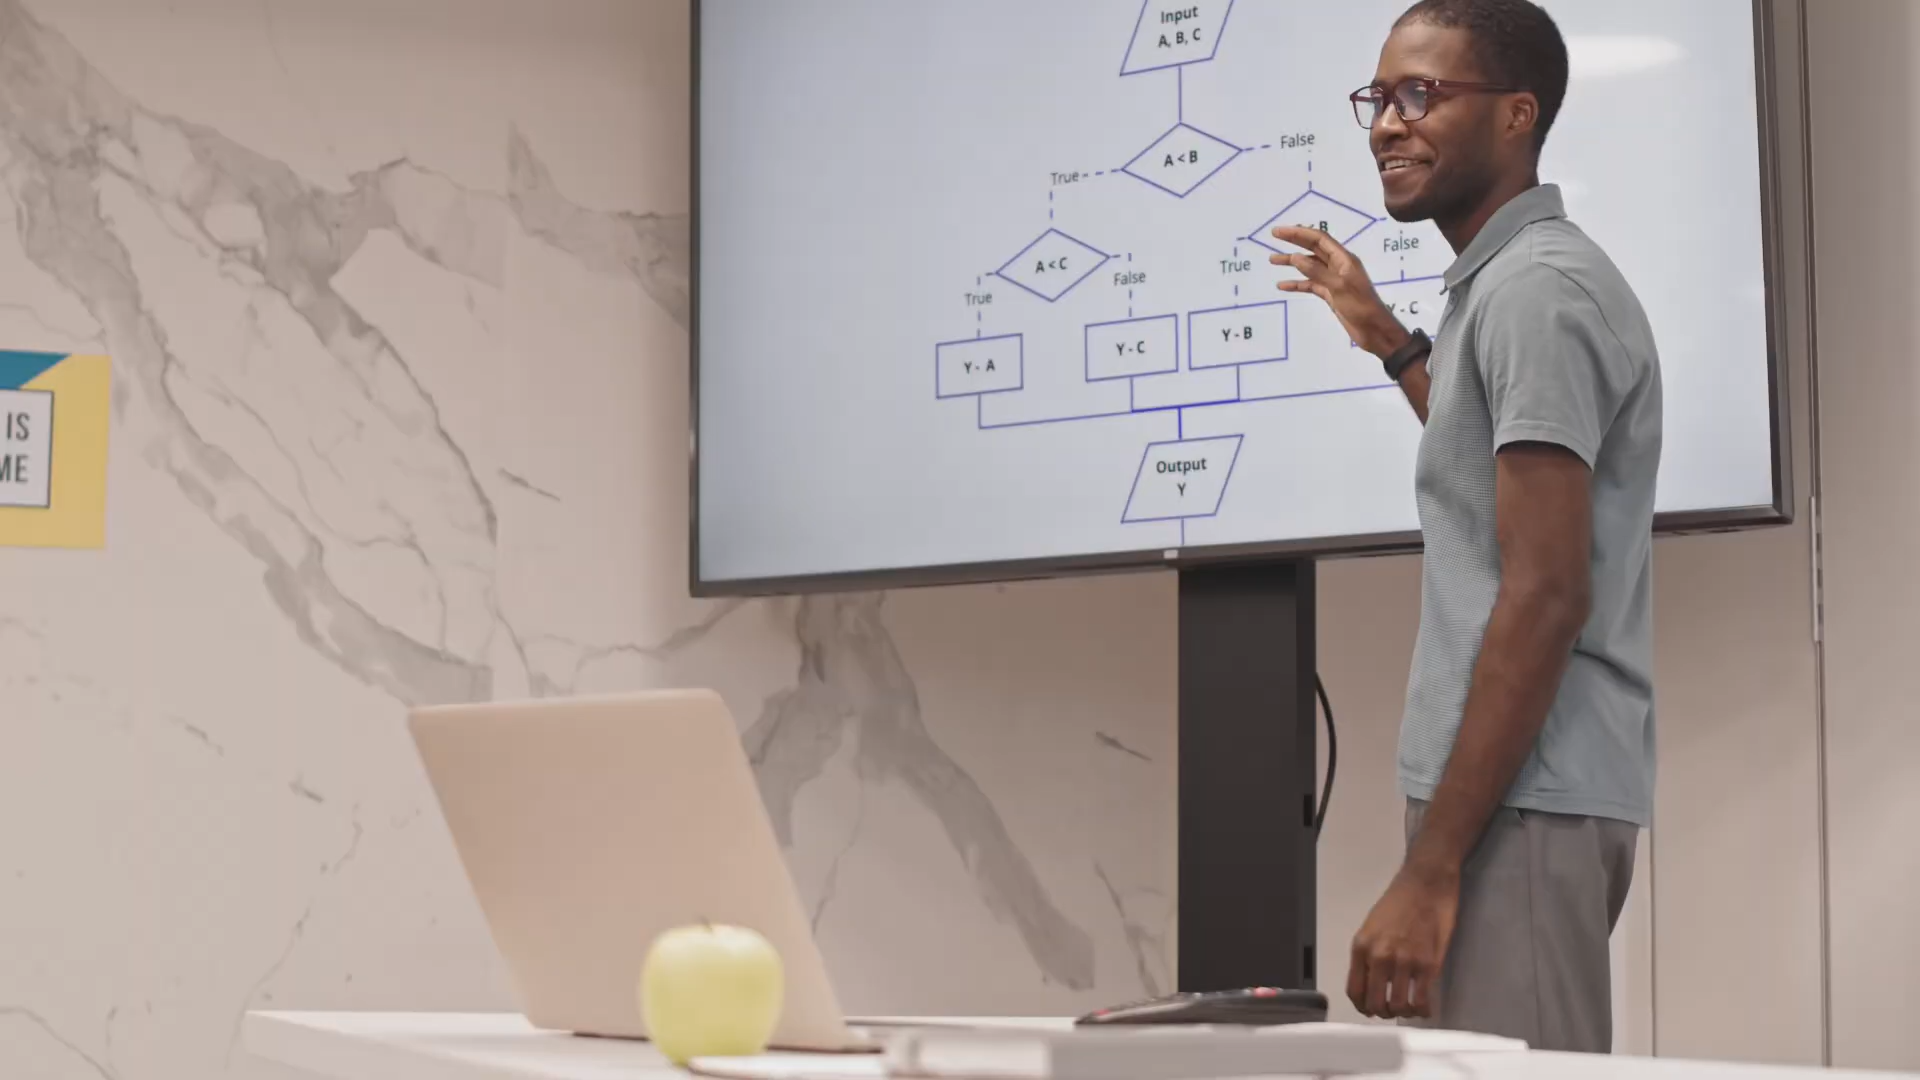 Input
A, B, C
A < B
False
True
< B
A < C
False
True
False
True
Y - A
Y - C
Y - B
Y - C
Output
Y
IS
ME